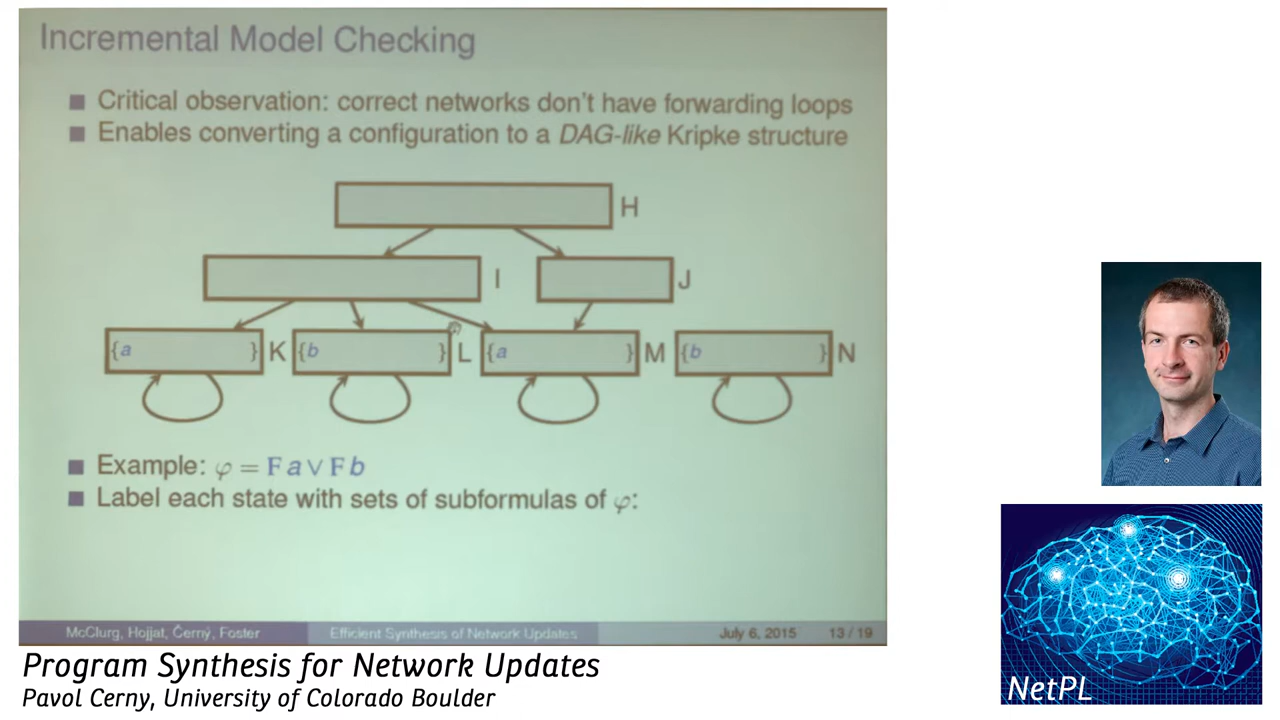 Incremental Model Checking
Critical observation: correct networks don't have forwarding loops
Enables converting a configuration to a DAG-like Kripke structure
H
I
J
{a } K {b } L {a } M {b } N
Example: φ = F a ∨ F b
Label each state with sets of subformulas of φ:
McClurg, Hojjat, Černý, Foster
Efficient Synthesis of Network Updates
July 6, 2015
13 / 19
Program Synthesis for Network Updates
Pavol Cerny, University of Colorado Boulder
NetPL